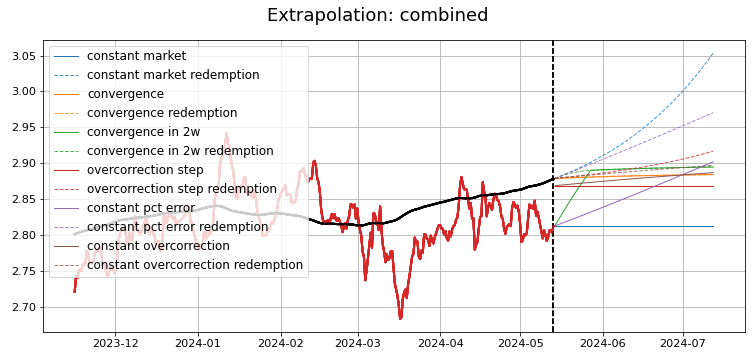 Extrapolation: combined
3.05
3.00
2.95
2.90
2.85
2.80
2.75
2.70
constant market
constant market redemption
convergence
convergence redemption
convergence in 2w
convergence in 2w redemption
overcorrection step
overcorrection step redemption
constant pct error
constant pct error redemption
constant overcorrection
constant overcorrection redemption
2023-12 2024-01 2024-02 2024-03 2024-04 2024-05 2024-06 2024-07